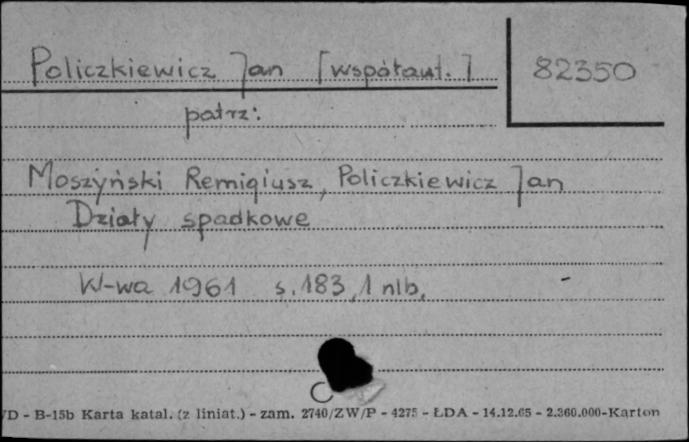 Policzkiewicz Jan [współaut.]
82350
patrz:
Moszyński Remigiusz, Policzkiewicz Jan
Działy spadkowe
W-wa 1961 s. 183, 1 nlb.
/D - B-15b Karta katal. (z liniat.) - zam. 2740/ZW/P - 4275 - ŁDA - 14.12.65 - 2.360.000-Karton